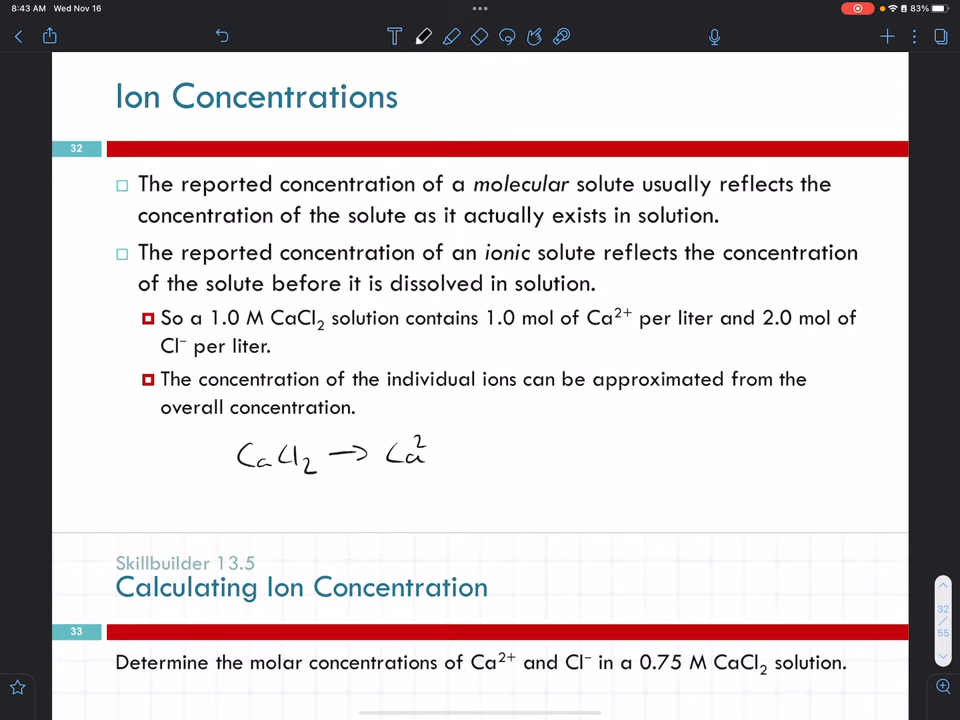 8:43 AM Wed Nov 16
83%
Ion Concentrations
32
The reported concentration of a molecular solute usually reflects the
concentration of the solute as it actually exists in solution.
The reported concentration of an ionic solute reflects the concentration
of the solute before it is dissolved in solution.
So a 1.0 M CaCl₂ solution contains 1.0 mol of Ca²⁺ per liter and 2.0 mol of
Cl⁻ per liter.
The concentration of the individual ions can be approximated from the
overall concentration.
CaCl₂ → Ca²
Skillbuilder 13.5
Calculating Ion Concentration
33
Determine the molar concentrations of Ca²⁺ and Cl⁻ in a 0.75 M CaCl₂ solution.
32
/
55